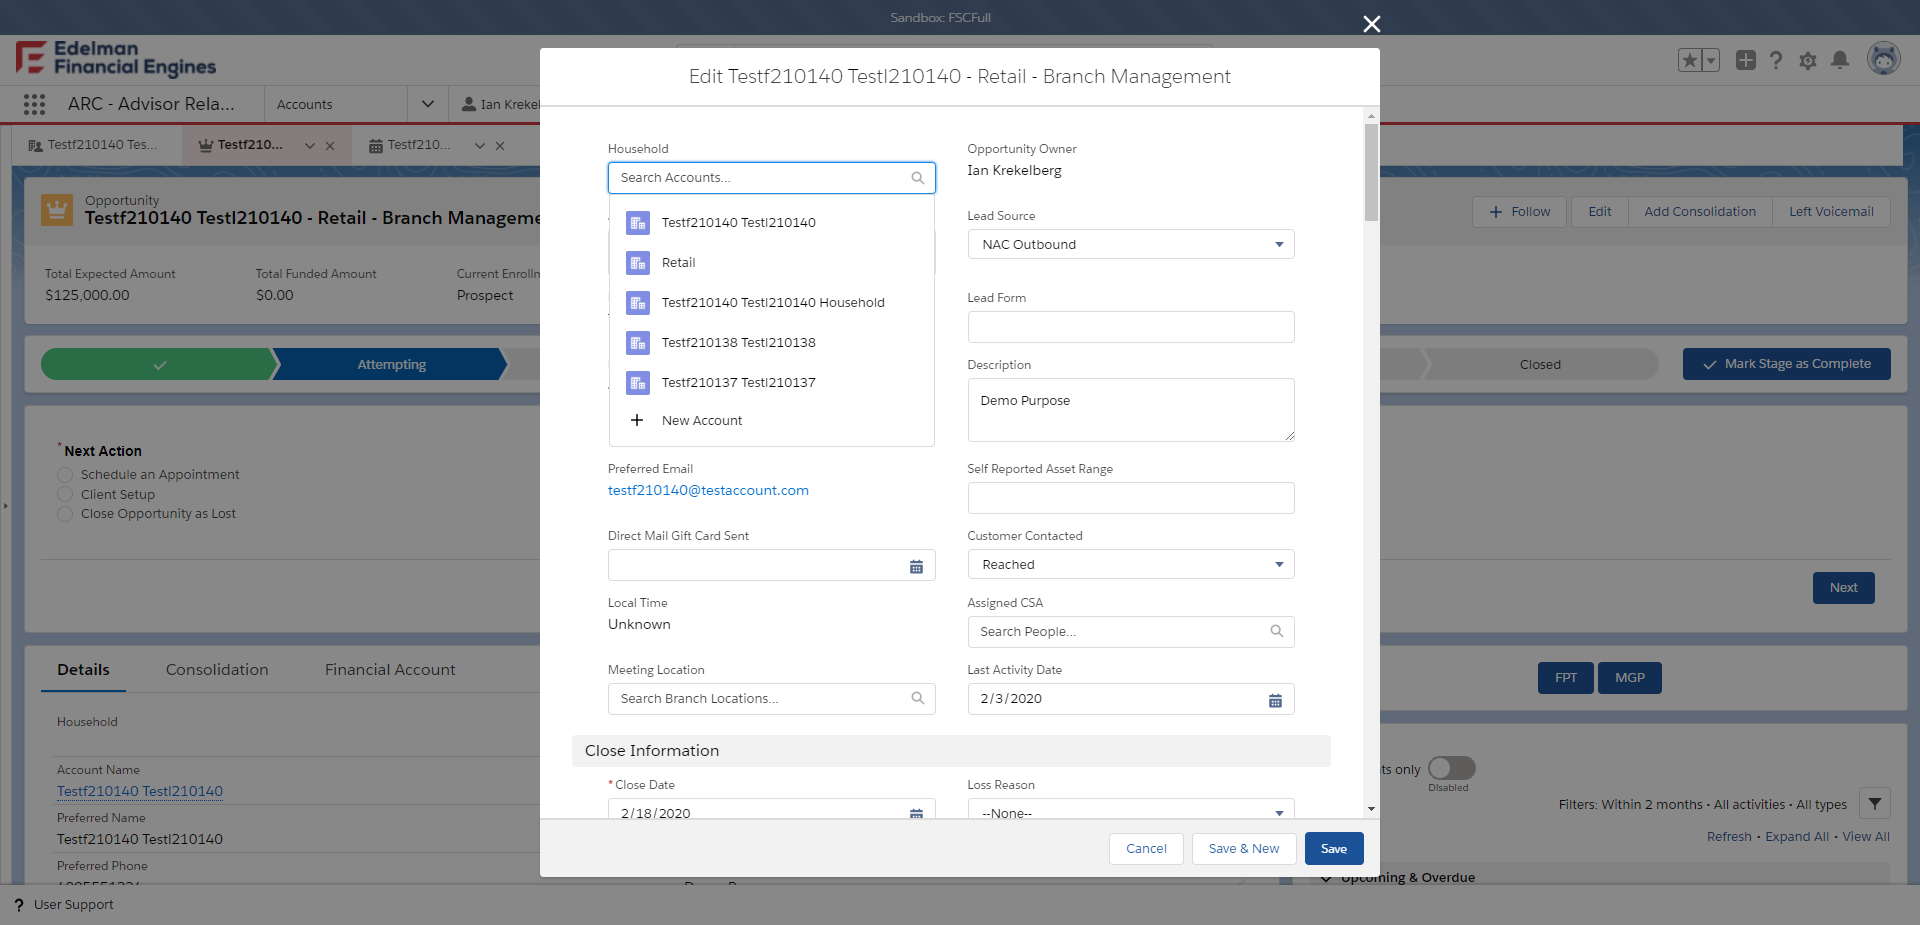 Sandbox: FSCFull
Edelman
Financial Engines
ARC - Advisor Rela...
Accounts
Ian Krekel
Testf210140 Tes...
Testf210...
Testf210...
Opportunity
Testf210140 Testl210140 - Retail - Branch Manageme
Follow
Edit
Add Consolidation
Left Voicemail
Total Expected Amount
$125,000.00
Total Funded Amount
$0.00
Current Enrolln
Prospect
Attempting
Closed
Mark Stage as Complete
*Next Action
Schedule an Appointment
Client Setup
Close Opportunity as Lost
Next
Details
Consolidation
Financial Account
FPT
MGP
Household
Account Name
Testf210140 Testl210140
Preferred Name
Testf210140 Testl210140
Preferred Phone
ts only
Disabled
Filters: Within 2 months • All activities • All types
Refresh • Expand All • View All
Upcoming & Overdue
? User Support
Edit Testf210140 Testl210140 - Retail - Branch Management
Household
Search Accounts...
Testf210140 Testl210140
Retail
Testf210140 Testl210140 Household
Testf210138 Testl210138
Testf210137 Testl210137
+ New Account
Opportunity Owner
Ian Krekelberg
Lead Source
NAC Outbound
Lead Form
Description
Demo Purpose
Preferred Email
testf210140@testaccount.com
Self Reported Asset Range
Direct Mail Gift Card Sent
Customer Contacted
Reached
Local Time
Unknown
Assigned CSA
Search People...
Meeting Location
Search Branch Locations...
Last Activity Date
2/3/2020
Close Information
*Close Date
2/18/2020
Loss Reason
--None--
Cancel
Save & New
Save